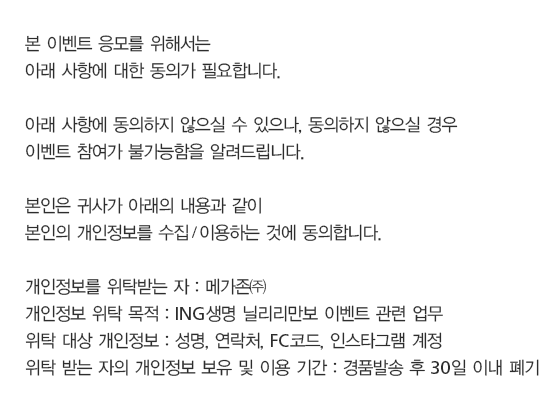 본 이벤트 응모를 위해서는
아래 사항에 대한 동의가 필요합니다.
아래 사항에 동의하지 않으실 수 있으나, 동의하지 않으실 경우
이벤트 참여가 불가능함을 알려드립니다.
본인은 귀사가 아래의 내용과 같이
본인의 개인정보를 수집/이용하는 것에 동의합니다.
개인정보를 위탁받는 자 : 메가존㈜
개인정보 위탁 목적 : ING생명 닐리리만보 이벤트 관련 업무
위탁 대상 개인정보 : 성명, 연락처, FC코드, 인스타그램 계정
위탁 받는 자의 개인정보 보유 및 이용 기간 : 경품발송 후 30일 이내 폐기